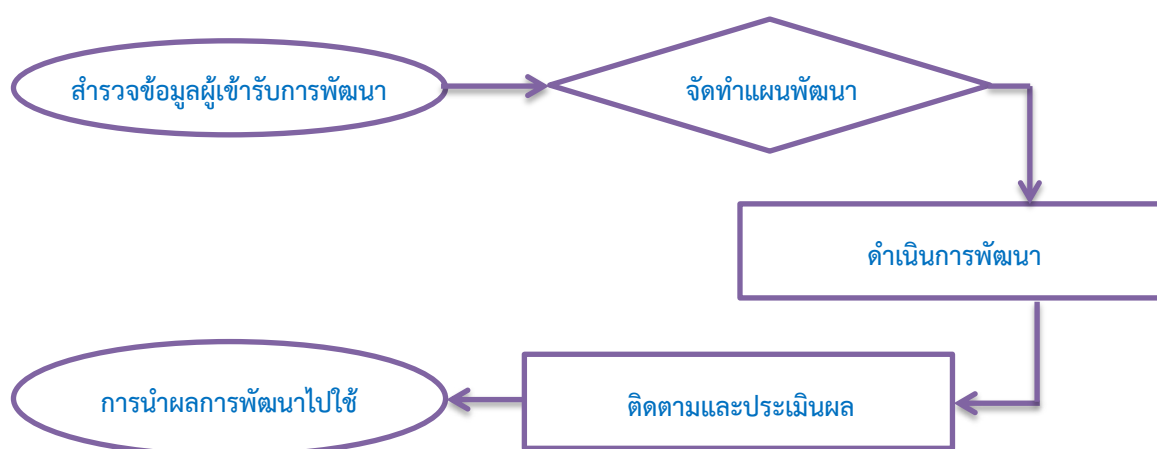 สำรวจข้อมูลผู้เข้ารับการพัฒนา
จัดทำแผนพัฒนา
ดำเนินการพัฒนา
ติดตามและประเมินผล
การนำผลการพัฒนาไปใช้